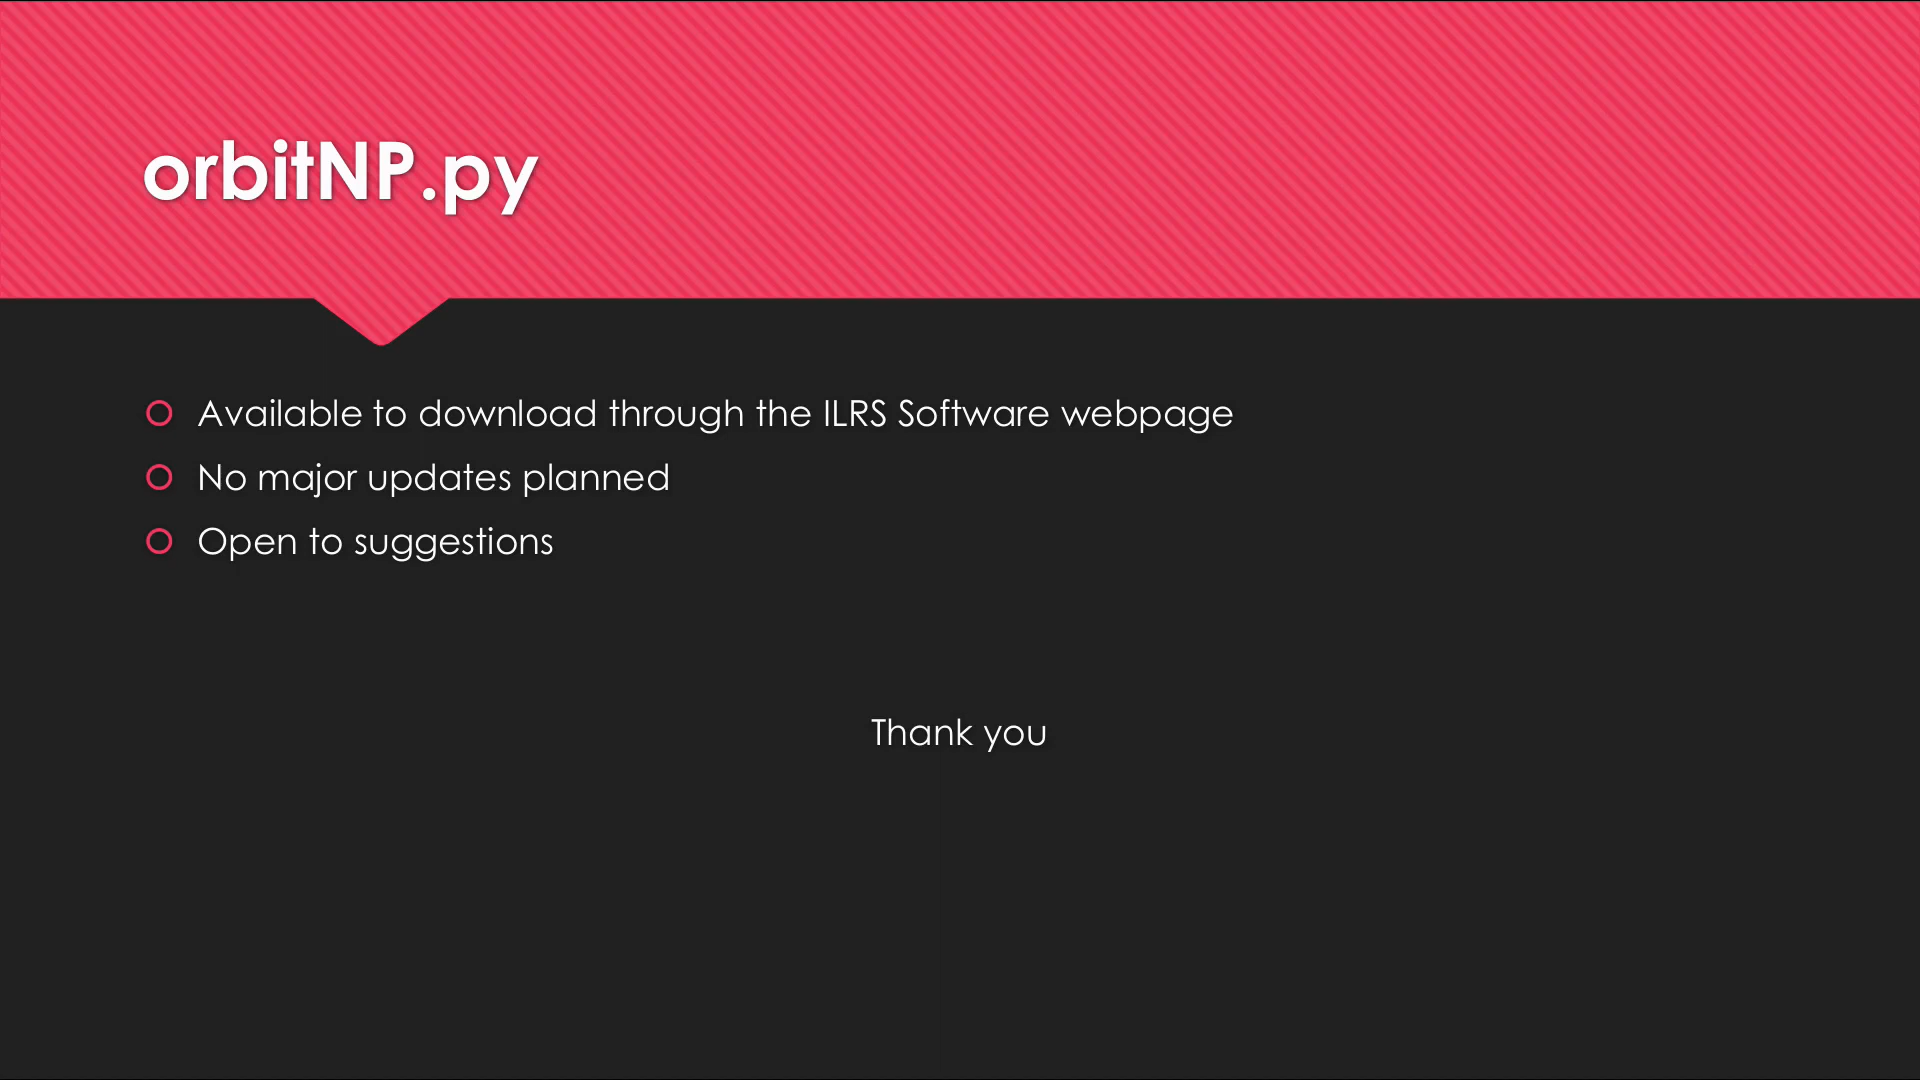 orbitNP.py
Available to download through the ILRS Software webpage
No major updates planned
Open to suggestions
Thank you